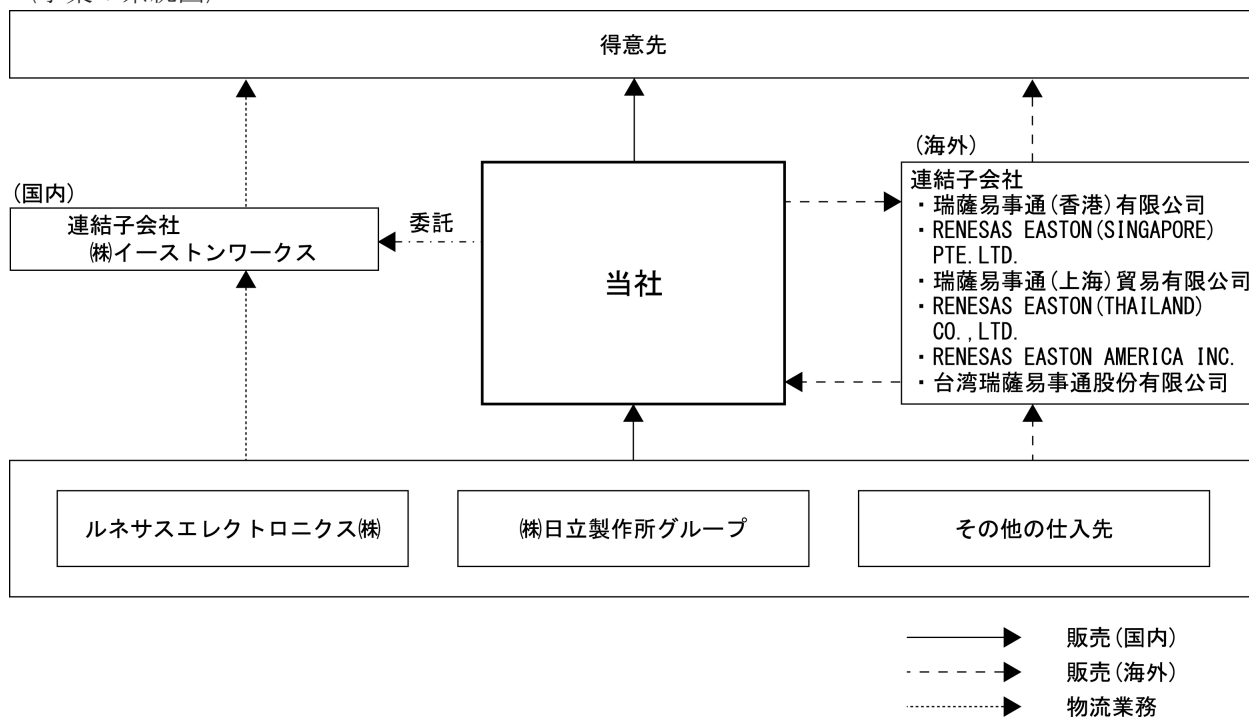 (事業の系統図)
得意先
(海外)
(国内)
連結子会社
㈱イーストンワークス
委託
当社
連結子会社
・瑞薩易事通(香港)有限公司
・RENESAS EASTON(SINGAPORE)
PTE.LTD.
・瑞薩易事通(上海)貿易有限公司
・RENESAS EASTON(THAILAND)
CO.,LTD.
・RENESAS EASTON AMERICA INC.
・台湾瑞薩易事通股份有限公司
ルネサスエレクトロニクス㈱
㈱日立製作所グループ
その他の仕入先
販売(国内)
販売(海外)
物流業務